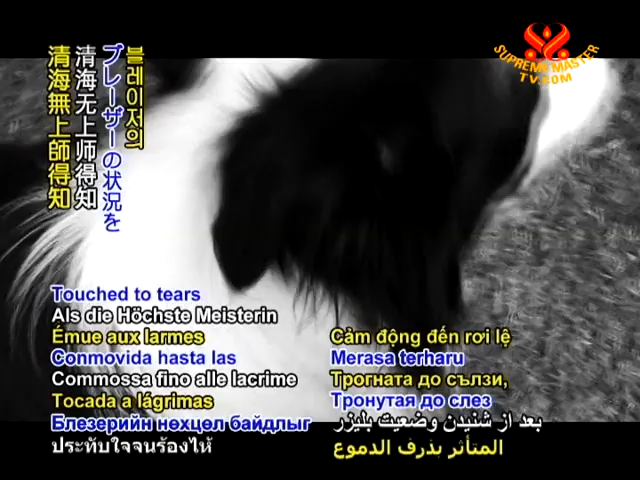 SUPREME MASTER
TV.COM
블레이저의
ブレーザーの状況を
清海无上师得知
清海無上師得知
Touched to tears
Als die Höchste Meisterin
Émue aux larmes
Conmovida hasta las
Commossa fino alle lacrime
Tocada a lágrimas
Блезерийн нөхцөл байдлыг
ประทับใจจนร้องไห้
Cảm động đến rơi lệ
Merasa terharu
Трогната до сълзи,
Тронутая до слез
بعد از شنیدن وضعیت بلیزر
المتأثر بذرف الدموع